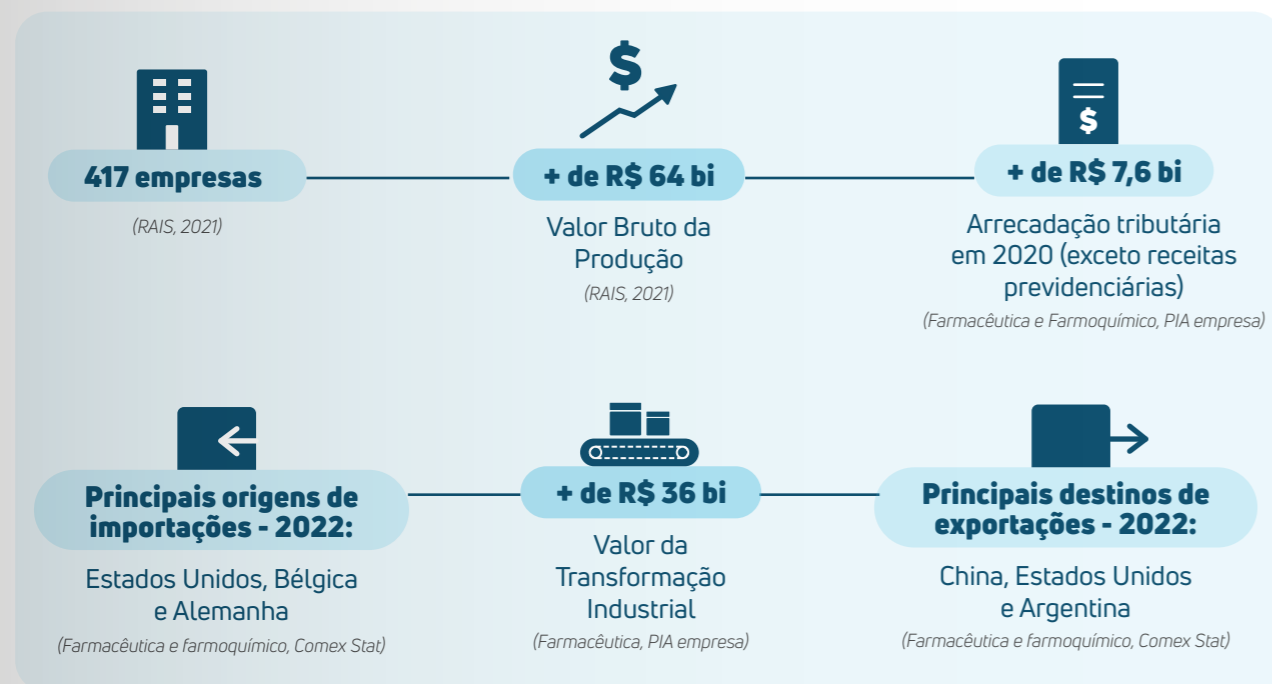 $
$
417 empresas
(RAIS, 2021)
+ de R$ 64 bi
Valor Bruto da
Produção
(RAIS, 2021)
+ de R$ 7,6 bi
Arrecadação tributária
em 2020 (exceto receitas
previdenciárias)
(Farmacêutica e Farmoquímico, PIA empresa)
Principais origens de
importações - 2022:
Estados Unidos, Bélgica
e Alemanha
(Farmacêutica e farmoquímico, Comex Stat)
+ de R$ 36 bi
Valor da
Transformação
Industrial
(Farmacêutica, PIA empresa)
Principais destinos de
exportações - 2022:
China, Estados Unidos
e Argentina
(Farmacêutica e farmoquímico, Comex Stat)